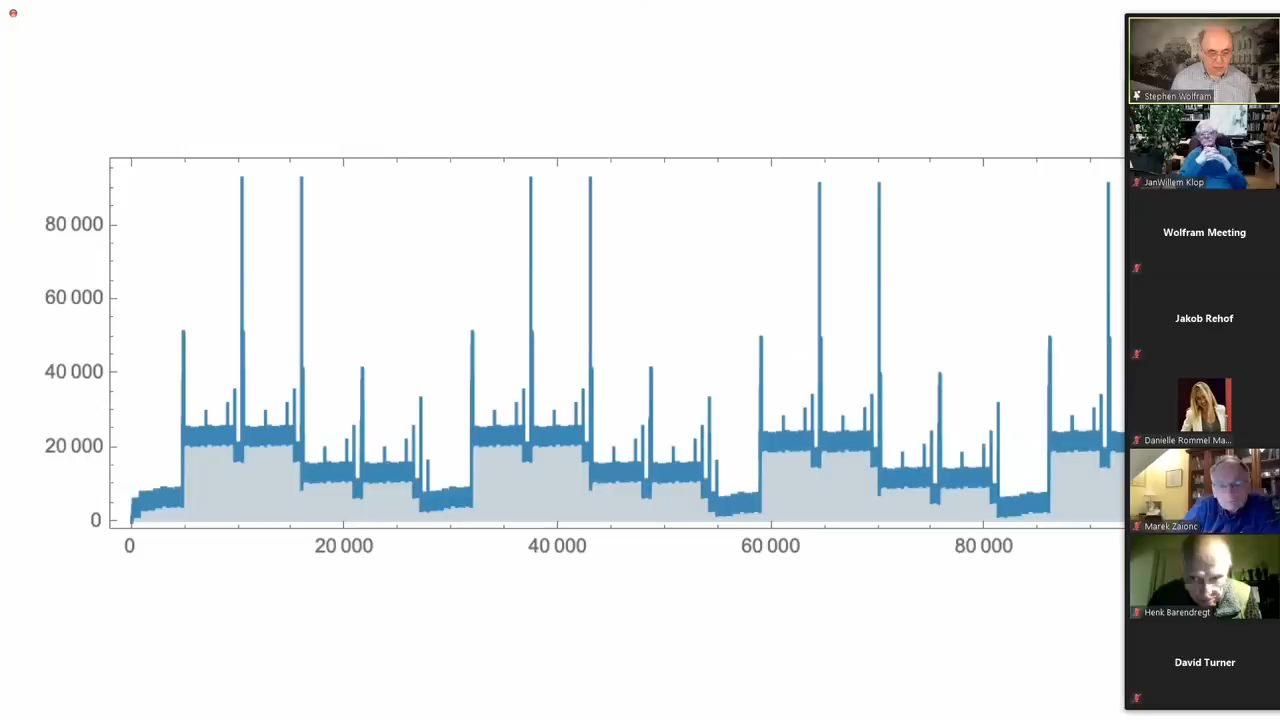 80 000
60 000
40 000
20 000
0
0
20 000
40 000
60 000
80 000
Stephen Wolfram
JanWillem Klop
Wolfram Meeting
Jakob Rehof
Danielle Rommel Ma...
Marek Zaionc
Henk Barendregt
David Turner